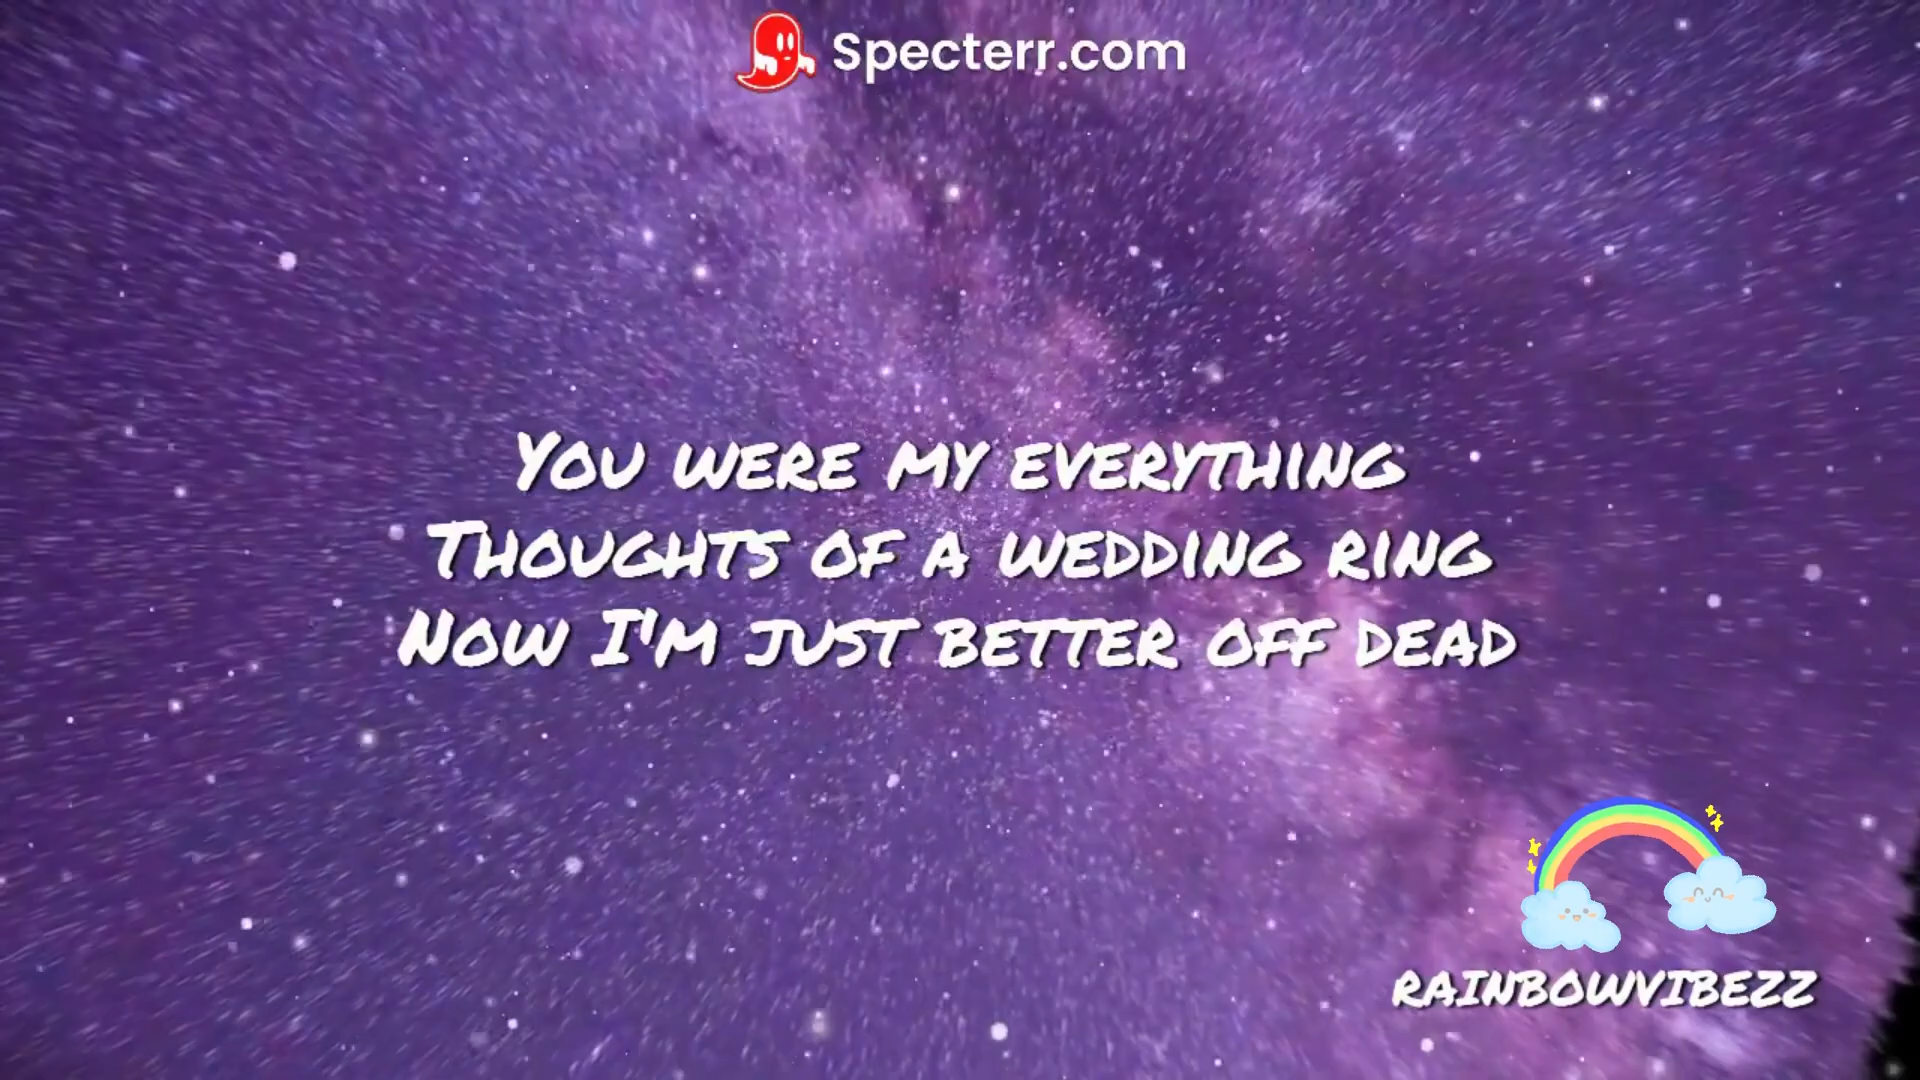 Specterr.com
You were my everything
Thoughts of a wedding ring
Now I'm just better off dead
RAINBOWVIBEZZ